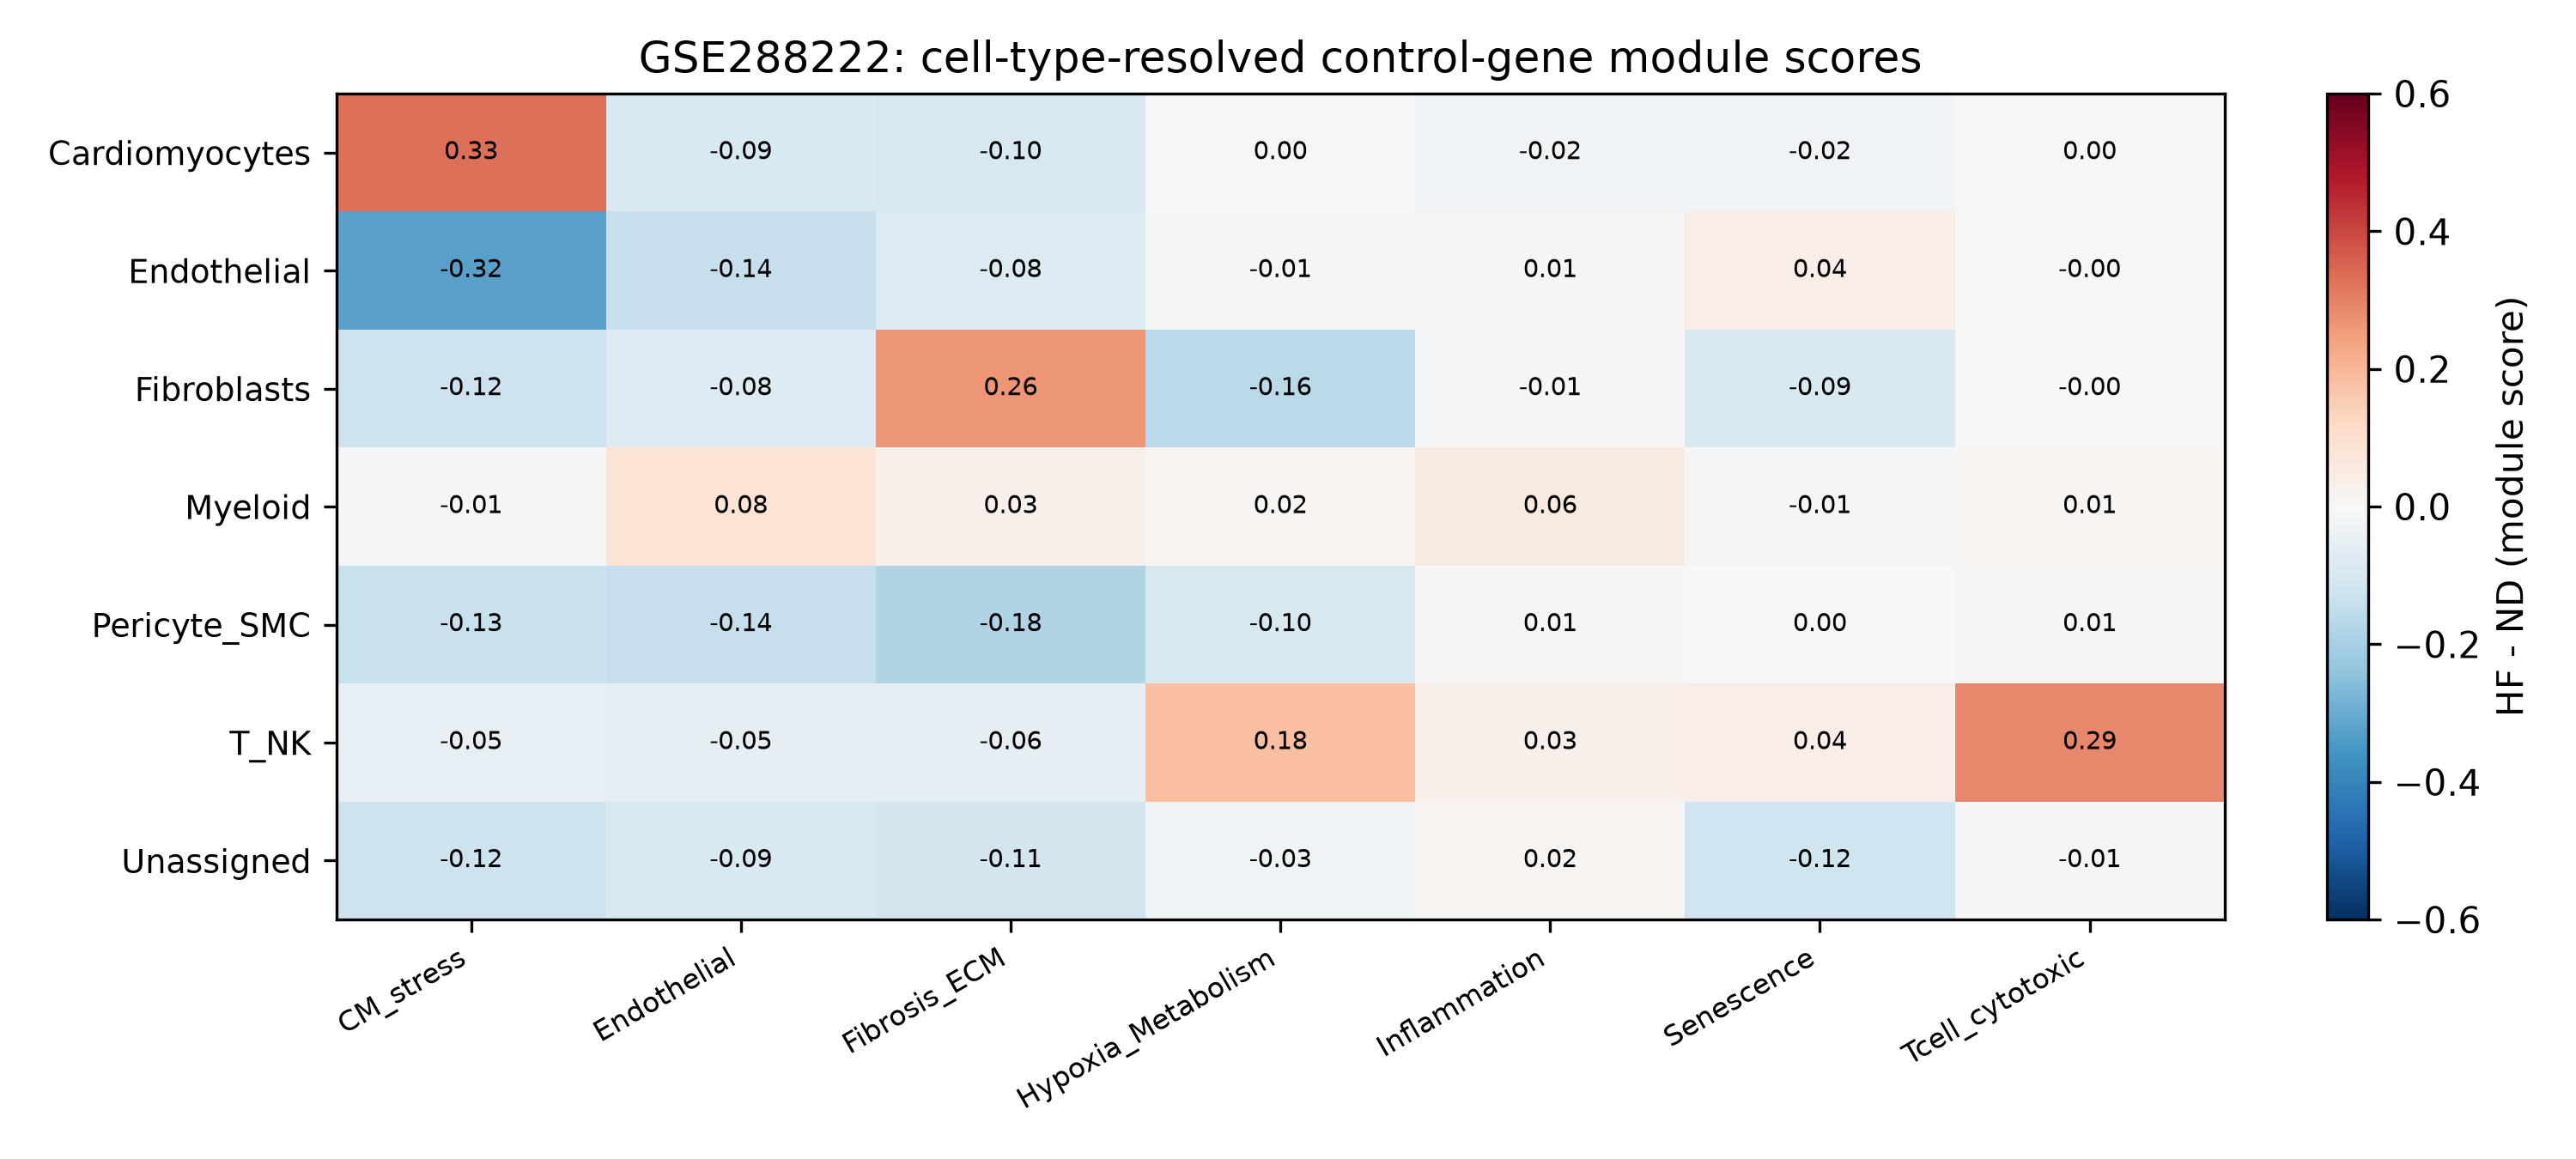 GSE288222: cell-type-resolved control-gene module scores
Cardiomyocytes 0.33 -0.09 -0.10 0.00 -0.02 -0.02 0.00
Endothelial -0.32 -0.14 -0.08 -0.01 0.01 0.04 -0.00
Fibroblasts -0.12 -0.08 0.26 -0.16 -0.01 -0.09 -0.00
Myeloid -0.01 0.08 0.03 0.02 0.06 -0.01 0.01
Pericyte_SMC -0.13 -0.14 -0.18 -0.10 0.01 0.00 0.01
T_NK -0.05 -0.05 -0.06 0.18 0.03 0.04 0.29
Unassigned -0.12 -0.09 -0.11 -0.03 0.02 -0.12 -0.01
CM_stress
Endothelial
Fibrosis_ECM
Hypoxia_Metabolism
Inflammation
Senescence
Tcell_cytotoxic
0.6
0.4
0.2
0.0
−0.2
−0.4
−0.6
HF - ND (module score)